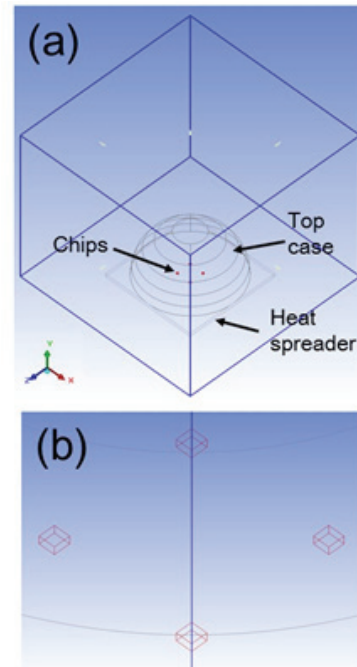 (a)
Chips
Top
case
Heat
spreader
Y
Z
X
(b)